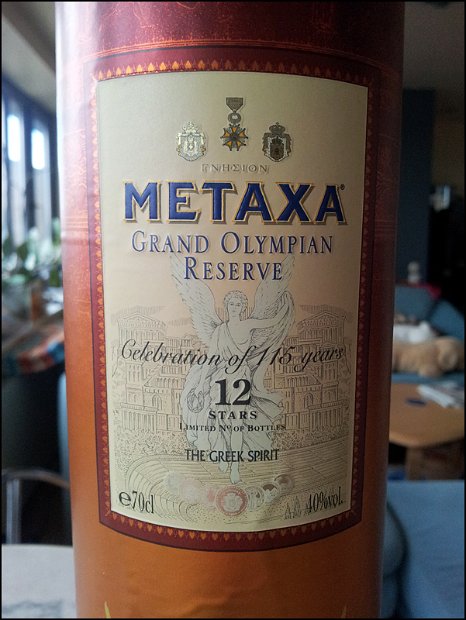 ΓΝΗΣΙΟΝ
METAXA®
GRAND OLYMPIAN
RESERVE
Celebration of 115 years
12
STARS
LIMITED Nº OF BOTTLES
THE GREEK SPIRIT
℮70cl 40%vol.